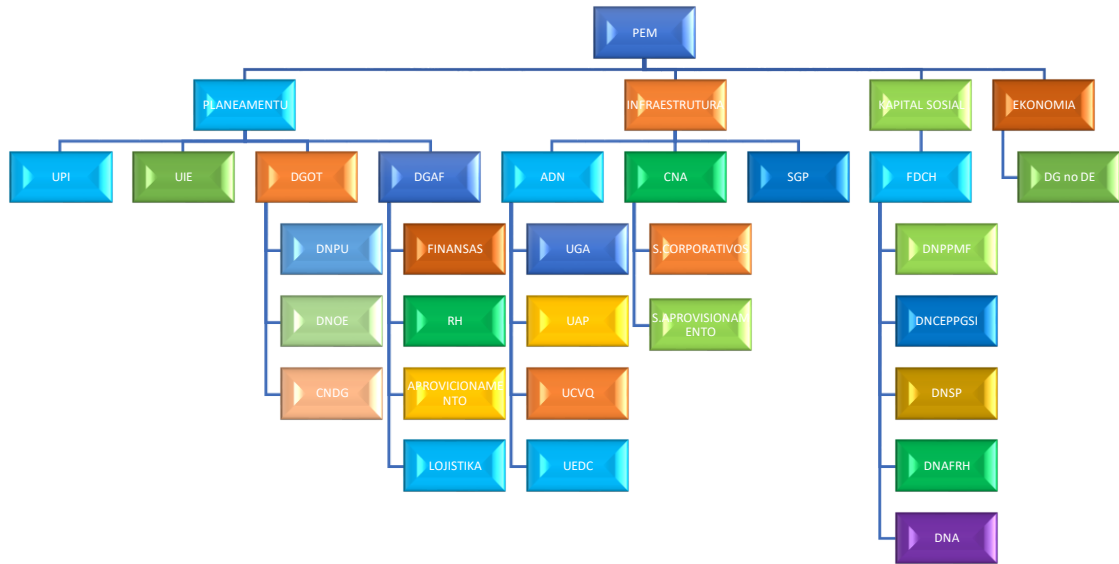 PEM
PLANEAMENTU
INFRAESTRUTURA
KAPITAL SOSIAL
EKONOMIA
UPI
UIE
DGOT
DGAF
ADN
CNA
SGP
FDCH
DG no DE
DNPU
FINANSAS
UGA
S.CORPORATIVOS
DNPPMF
DNOE
RH
UAP
S.APROVISIONAM
ENTO
DNCEPPGSI
CNDG
APROVICIONAME
NTO
UCVQ
DNSP
LOJISTIKA
UEDC
DNAFRH
DNA